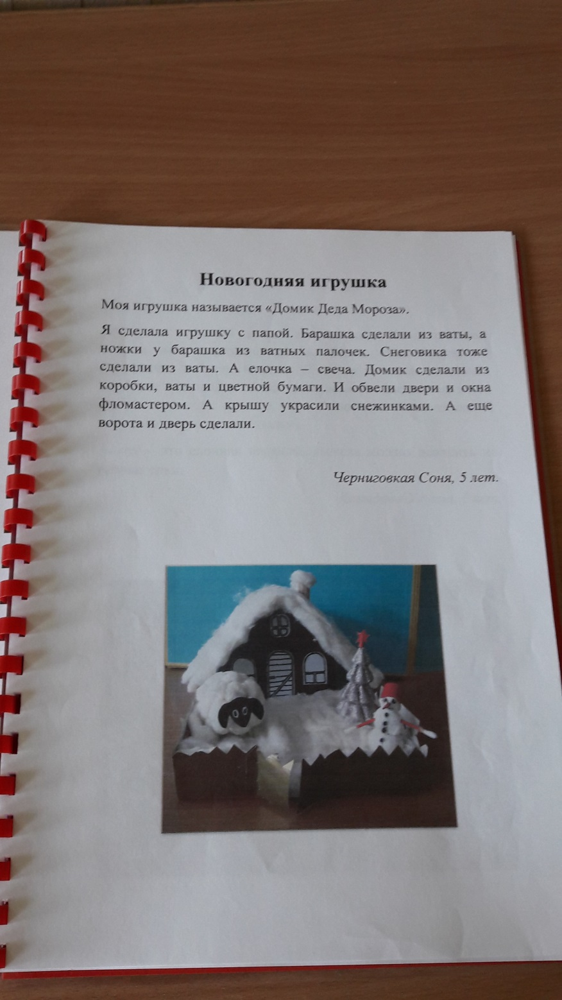 Новогодняя игрушка
Моя игрушка называется «Домик Деда Мороза».
Я сделала игрушку с папой. Барашка сделали из ваты, а
ножки у барашка из ватных палочек. Снеговика тоже
сделали из ваты. А елочка – свеча. Домик сделали из
коробки, ваты и цветной бумаги. И обвели двери и окна
фломастером. А крышу украсили снежинками. А еще
ворота и дверь сделали.
Черниговкая Соня, 5 лет.